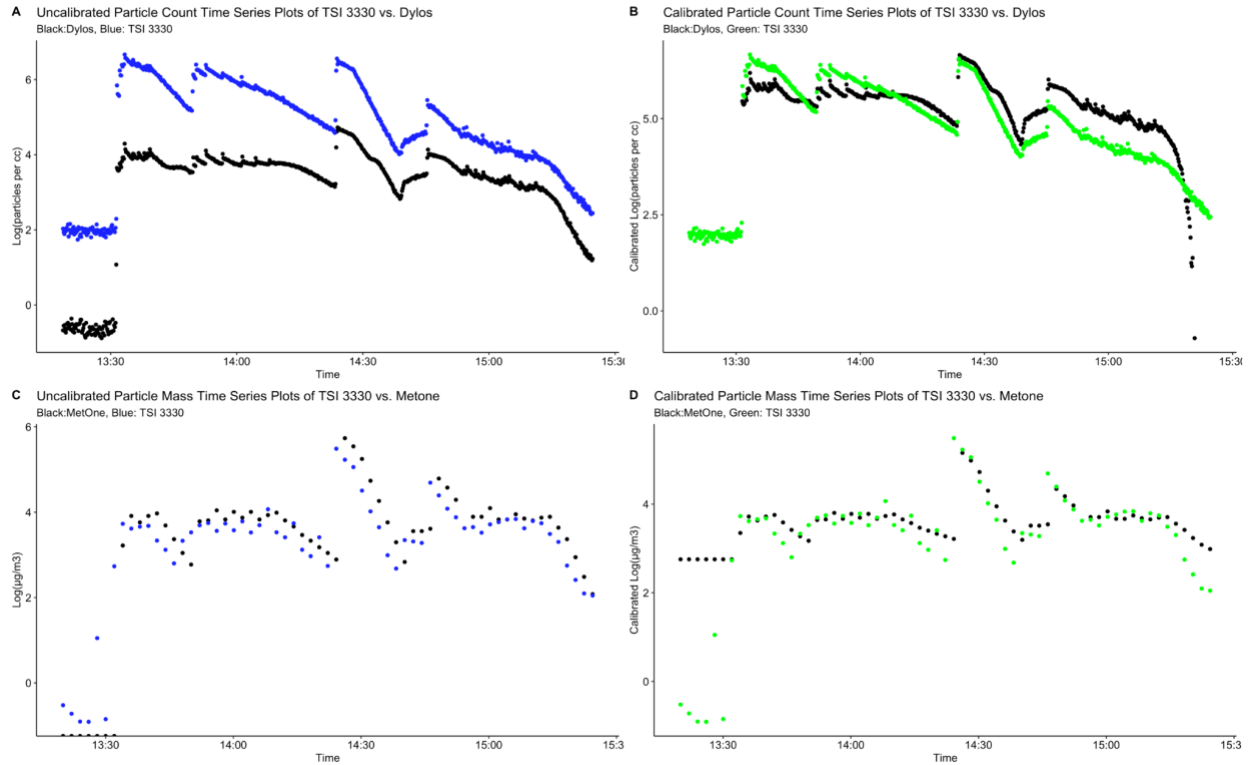 A Uncalibrated Particle Count Time Series Plots of TSI 3330 vs. Dylos
Black:Dylos, Blue: TSI 3330
6
4
2
0
Log(particles per cc)
13:30 14:00 14:30 15:00 15:30
Time
B Calibrated Particle Count Time Series Plots of TSI 3330 vs. Dylos
Black:Dylos, Green: TSI 3330
5.0
2.5
0.0
Calibrated Log(particles per cc)
13:30 14:00 14:30 15:00 15:30
Time
C Uncalibrated Particle Mass Time Series Plots of TSI 3330 vs. Metone
Black:MetOne, Blue: TSI 3330
6
4
2
0
Log(μg/m3)
13:30 14:00 14:30 15:00 15:3
Time
D Calibrated Particle Mass Time Series Plots of TSI 3330 vs. Metone
Black:MetOne, Green: TSI 3330
4
2
0
Calibrated Log(μg/m3)
13:30 14:00 14:30 15:00 15:3
Time